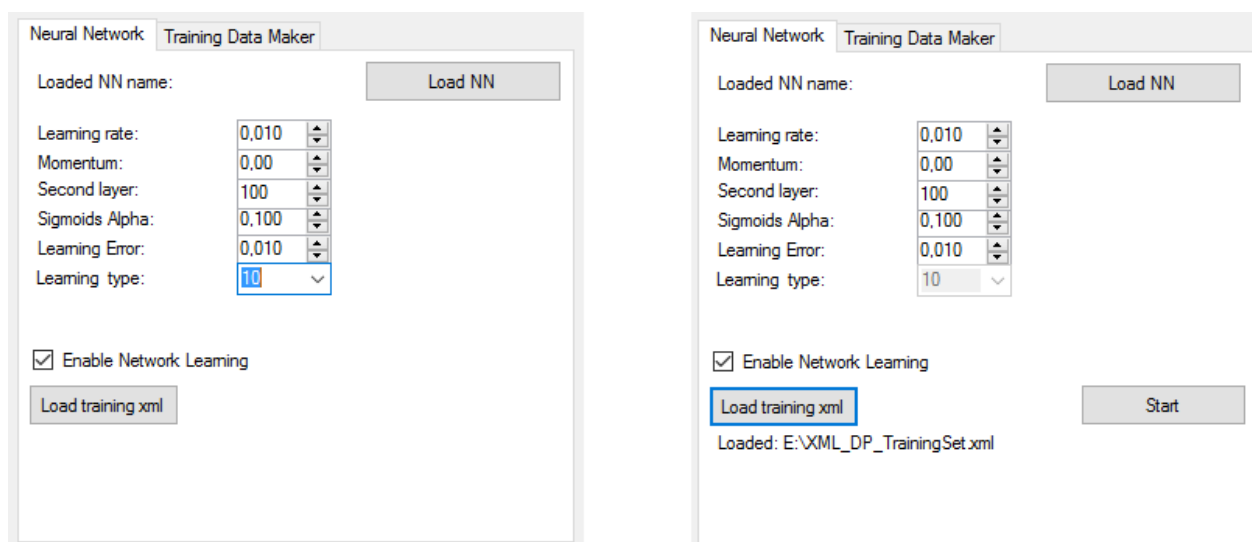 Neural Network Training Data Maker
Loaded NN name: Load NN
Learning rate: 0,010
Momentum: 0,00
Second layer: 100
Sigmoids Alpha: 0,100
Learning Error: 0,010
Learning type: 10
Enable Network Learning
Load training xml
Neural Network Training Data Maker
Loaded NN name: Load NN
Learning rate: 0,010
Momentum: 0,00
Second layer: 100
Sigmoids Alpha: 0,100
Learning Error: 0,010
Learning type: 10
Enable Network Learning
Load training xml Start
Loaded: E:\XML_DP_TrainingSet.xml